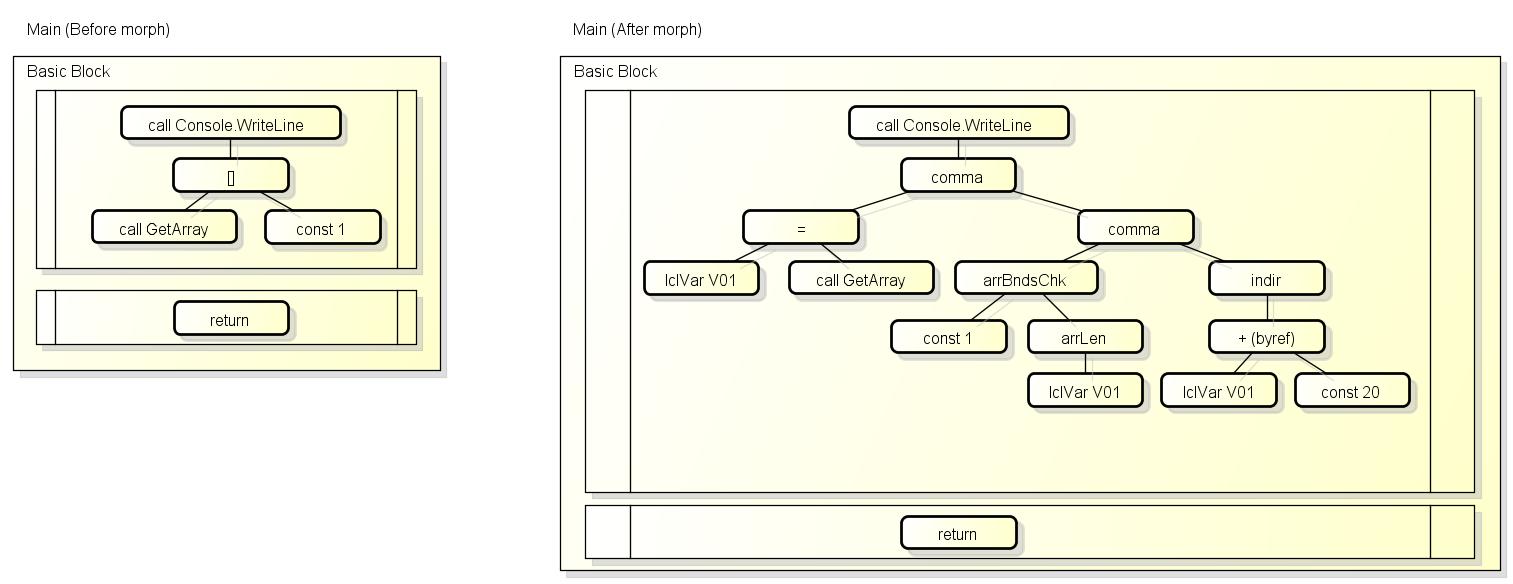 Main (Before morph)
Basic Block
call Console.WriteLine
[]
call GetArray
const 1
return
Main (After morph)
Basic Block
call Console.WriteLine
comma
=
comma
lclVar V01
call GetArray
arrBndsChk
indir
const 1
arrLen
+ (byref)
lclVar V01
lclVar V01
const 20
return